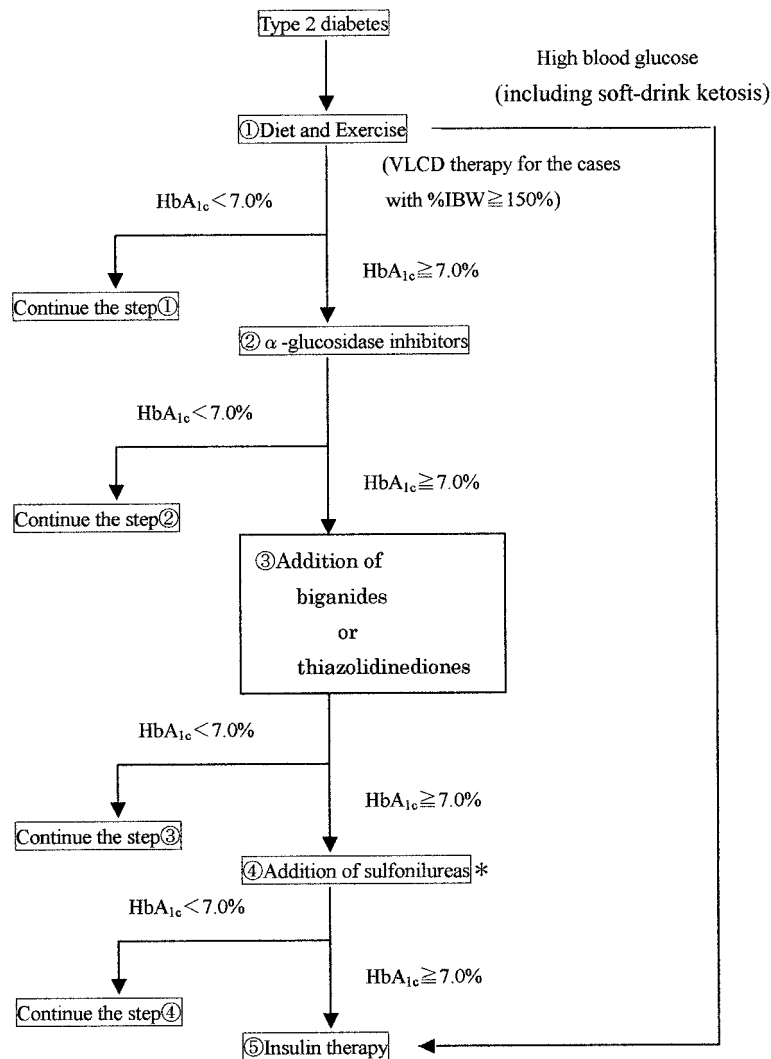 Type 2 diabetes
High blood glucose
(including soft-drink ketosis)
①Diet and Exercise
(VLCD therapy for the cases
with %IBW≧150%)
HbA1c<7.0%
HbA1c≧7.0%
Continue the step①
②α-glucosidase inhibitors
HbA1c<7.0%
HbA1c≧7.0%
Continue the step②
③Addition of
biganides
or
thiazolidinediones
HbA1c<7.0%
HbA1c≧7.0%
Continue the step③
④Addition of sulfonilureas*
HbA1c<7.0%
HbA1c≧7.0%
Continue the step④
⑤Insulin therapy